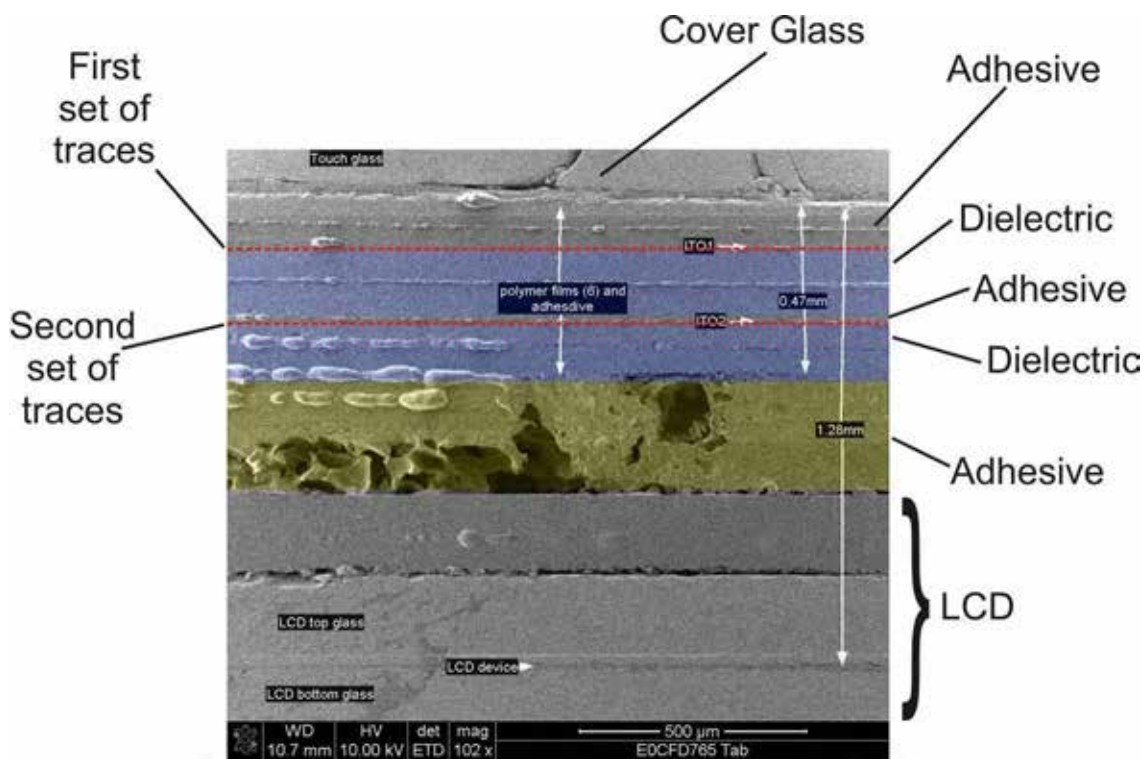 Cover Glass
Adhesive
First
set of
traces
Touch glass
Dielectric
ITO1
polymer films (6) and
adhesdive
0.47mm
Adhesive
ITO2
Second
set of
traces
Dielectric
1.28mm
Adhesive
LCD
LCD top glass
LCD device
LCD bottom glass
WD
HV
det
mag
500 µm
10.7 mm
10.00 kV
ETD
102 x
E0CFD765 Tab